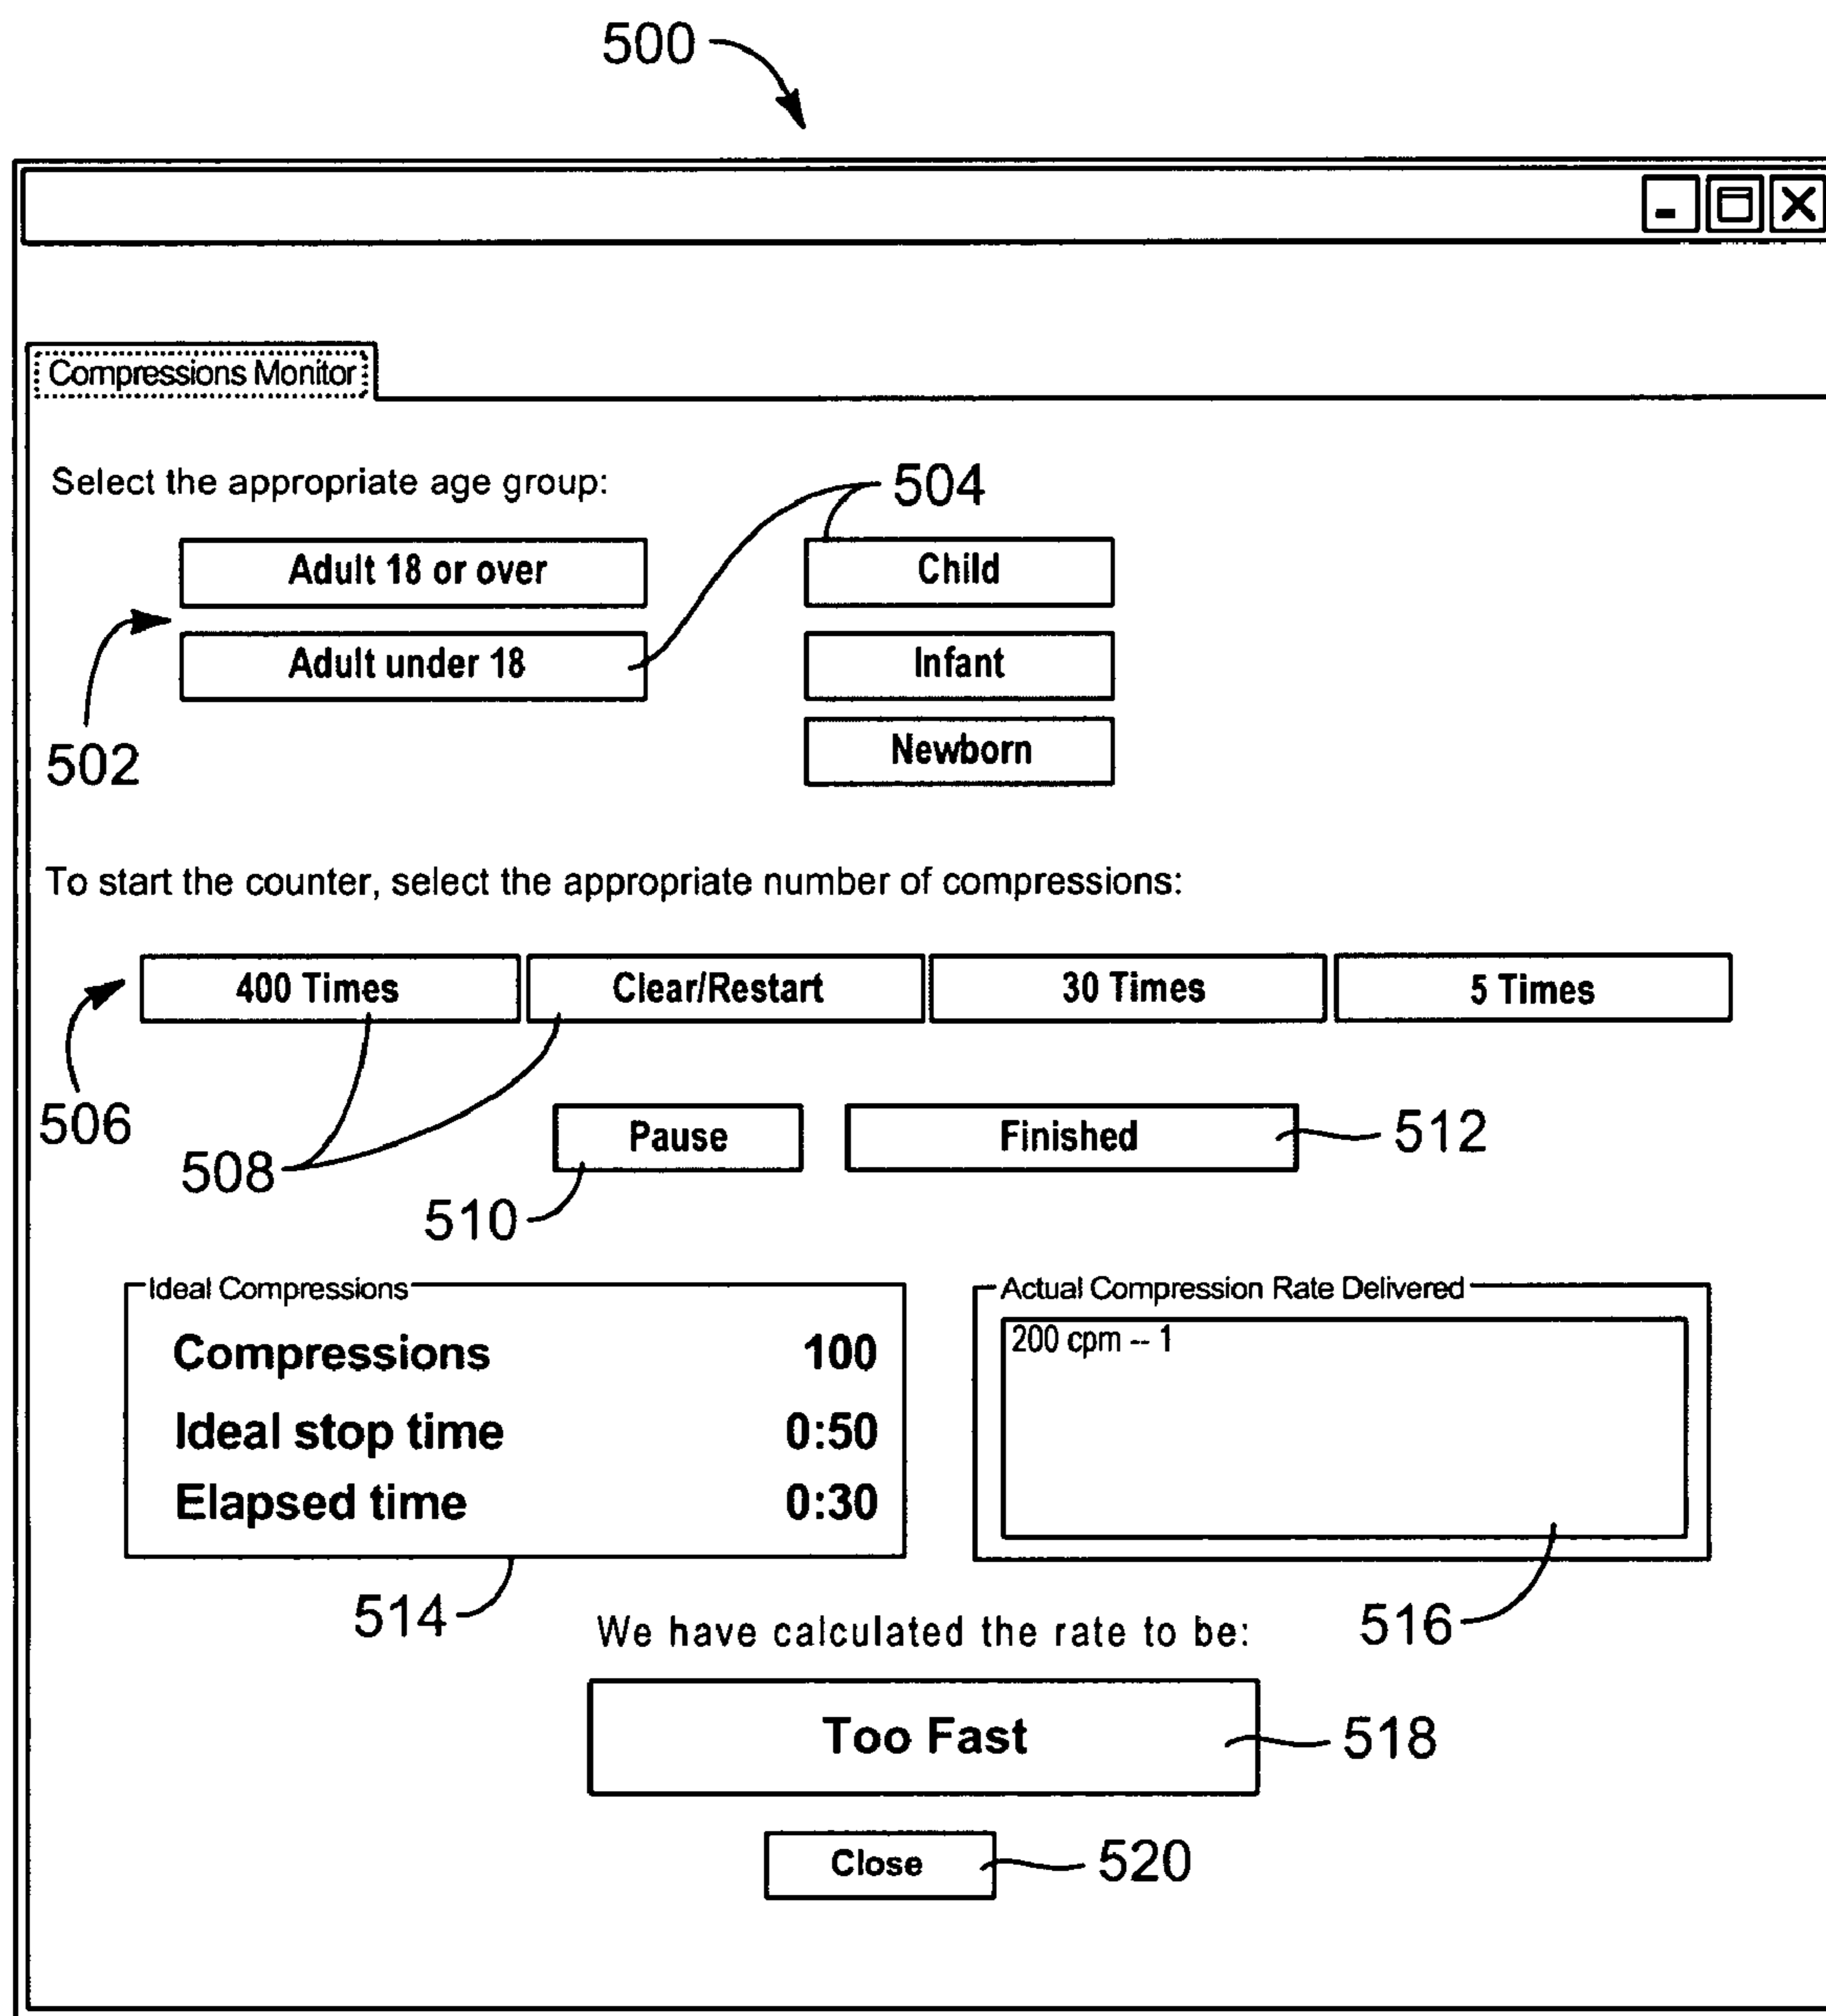 500
Compressions Monitor
Select the appropriate age group:
504
Adult 18 or over
Child
Adult under 18
Infant
502
Newborn
To start the counter, select the appropriate number of compressions:
400 Times
Clear/Restart
30 Times
5 Times
506
Pause
Finished
512
508
510
Ideal Compressions
Actual Compression Rate Delivered
Compressions 100
200 cpm -- 1
Ideal stop time 0:50
Elapsed time 0:30
514
516
We have calculated the rate to be:
Too Fast
518
Close
520